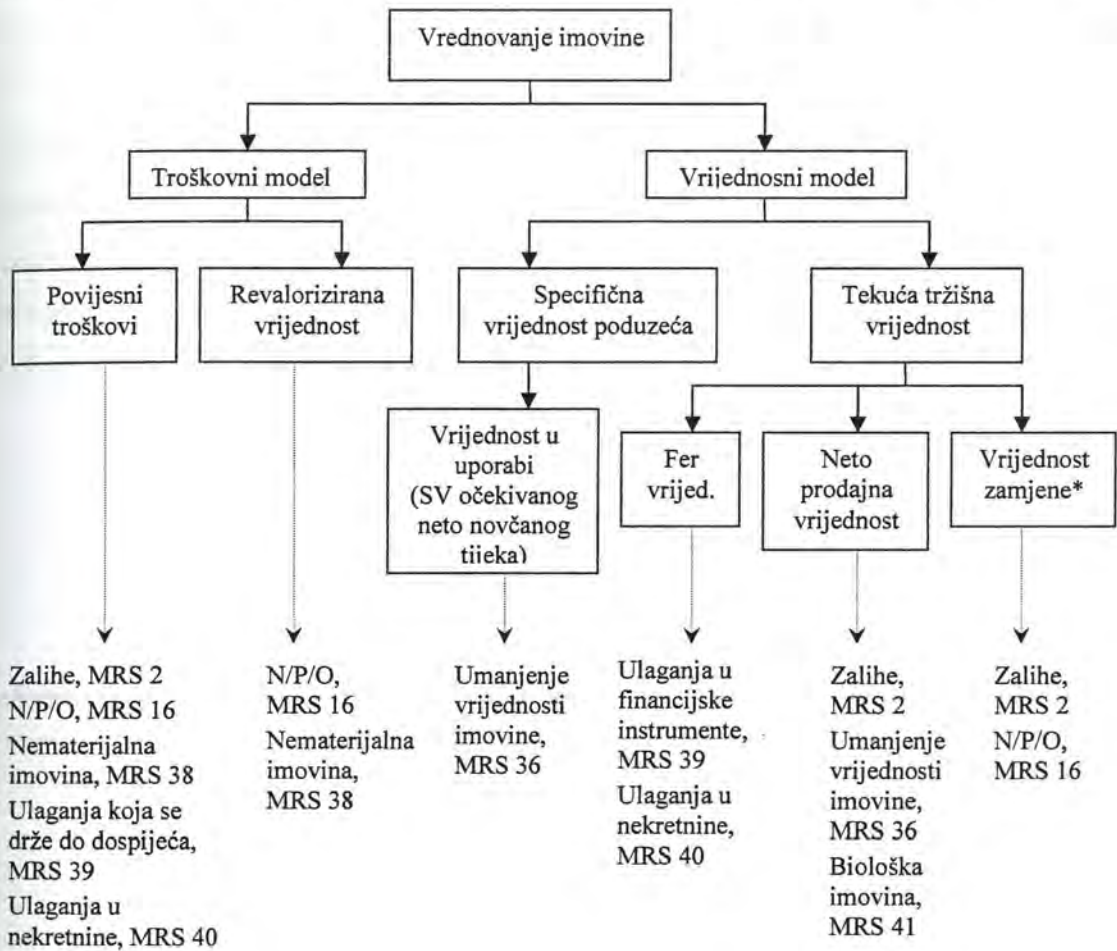 Vrednovanje imovine
Troškovni model
Vrijednosni model
Povijesni
troškovi
Revalorizirana
vrijednost
Specifična
vrijednost poduzeća
Tekuća tržišna
vrijednost
Vrijednost u
uporabi
(SV očekivanog
neto novčanog
tijeka)
Fer
vrijed.
Neto
prodajna
vrijednost
Vrijednost
zamjene*
Zalihe, MRS 2
N/P/O, MRS 16
Nematerijalna
imovina, MRS 38
Ulaganja koja se
drže do dospijeća,
MRS 39
Ulaganja u
nekretnine, MRS 40
N/P/O,
MRS 16
Nematerijalna
imovina,
MRS 38
Umanjenje
vrijednosti
imovine,
MRS 36
Ulaganja u
financijske
instrumente,
MRS 39
Ulaganja u
nekretnine,
MRS 40
Zalihe,
MRS 2
Umanjenje
vrijednosti
imovine,
MRS 36
Biološka
imovina,
MRS 41
Zalihe,
MRS 2
N/P/O,
MRS 16